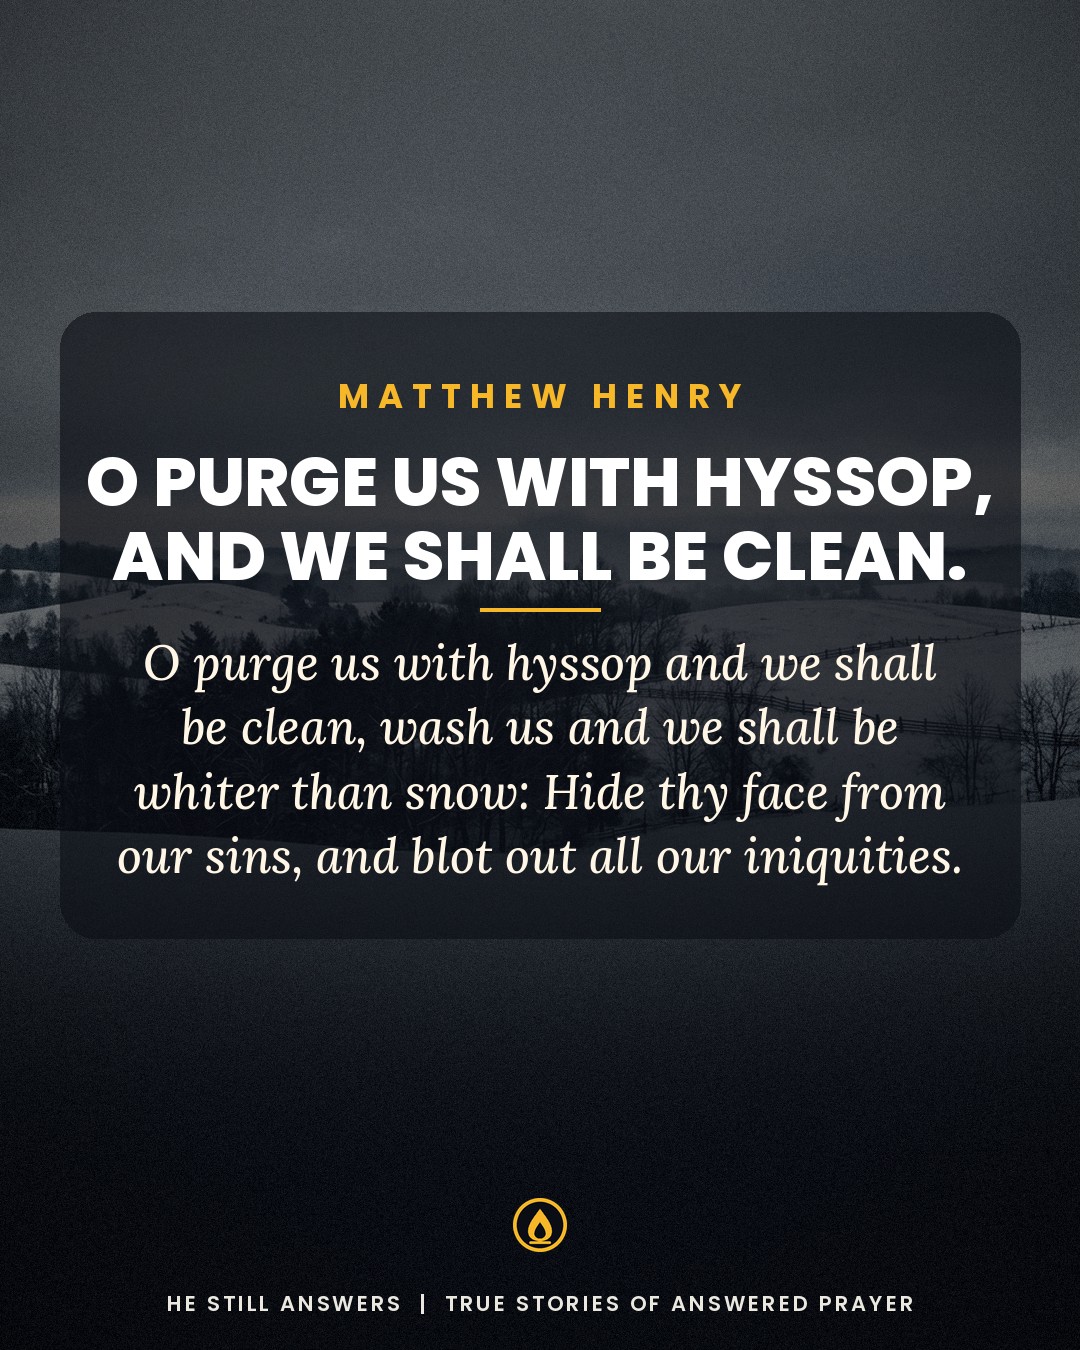 MATTHEW HENRY
O PURGE US WITH HYSSOP,
AND WE SHALL BE CLEAN.
O purge us with hyssop and we shall
be clean, wash us and we shall be
whiter than snow: Hide thy face from
our sins, and blot out all our iniquities.
HE STILL ANSWERS | TRUE STORIES OF ANSWERED PRAYER